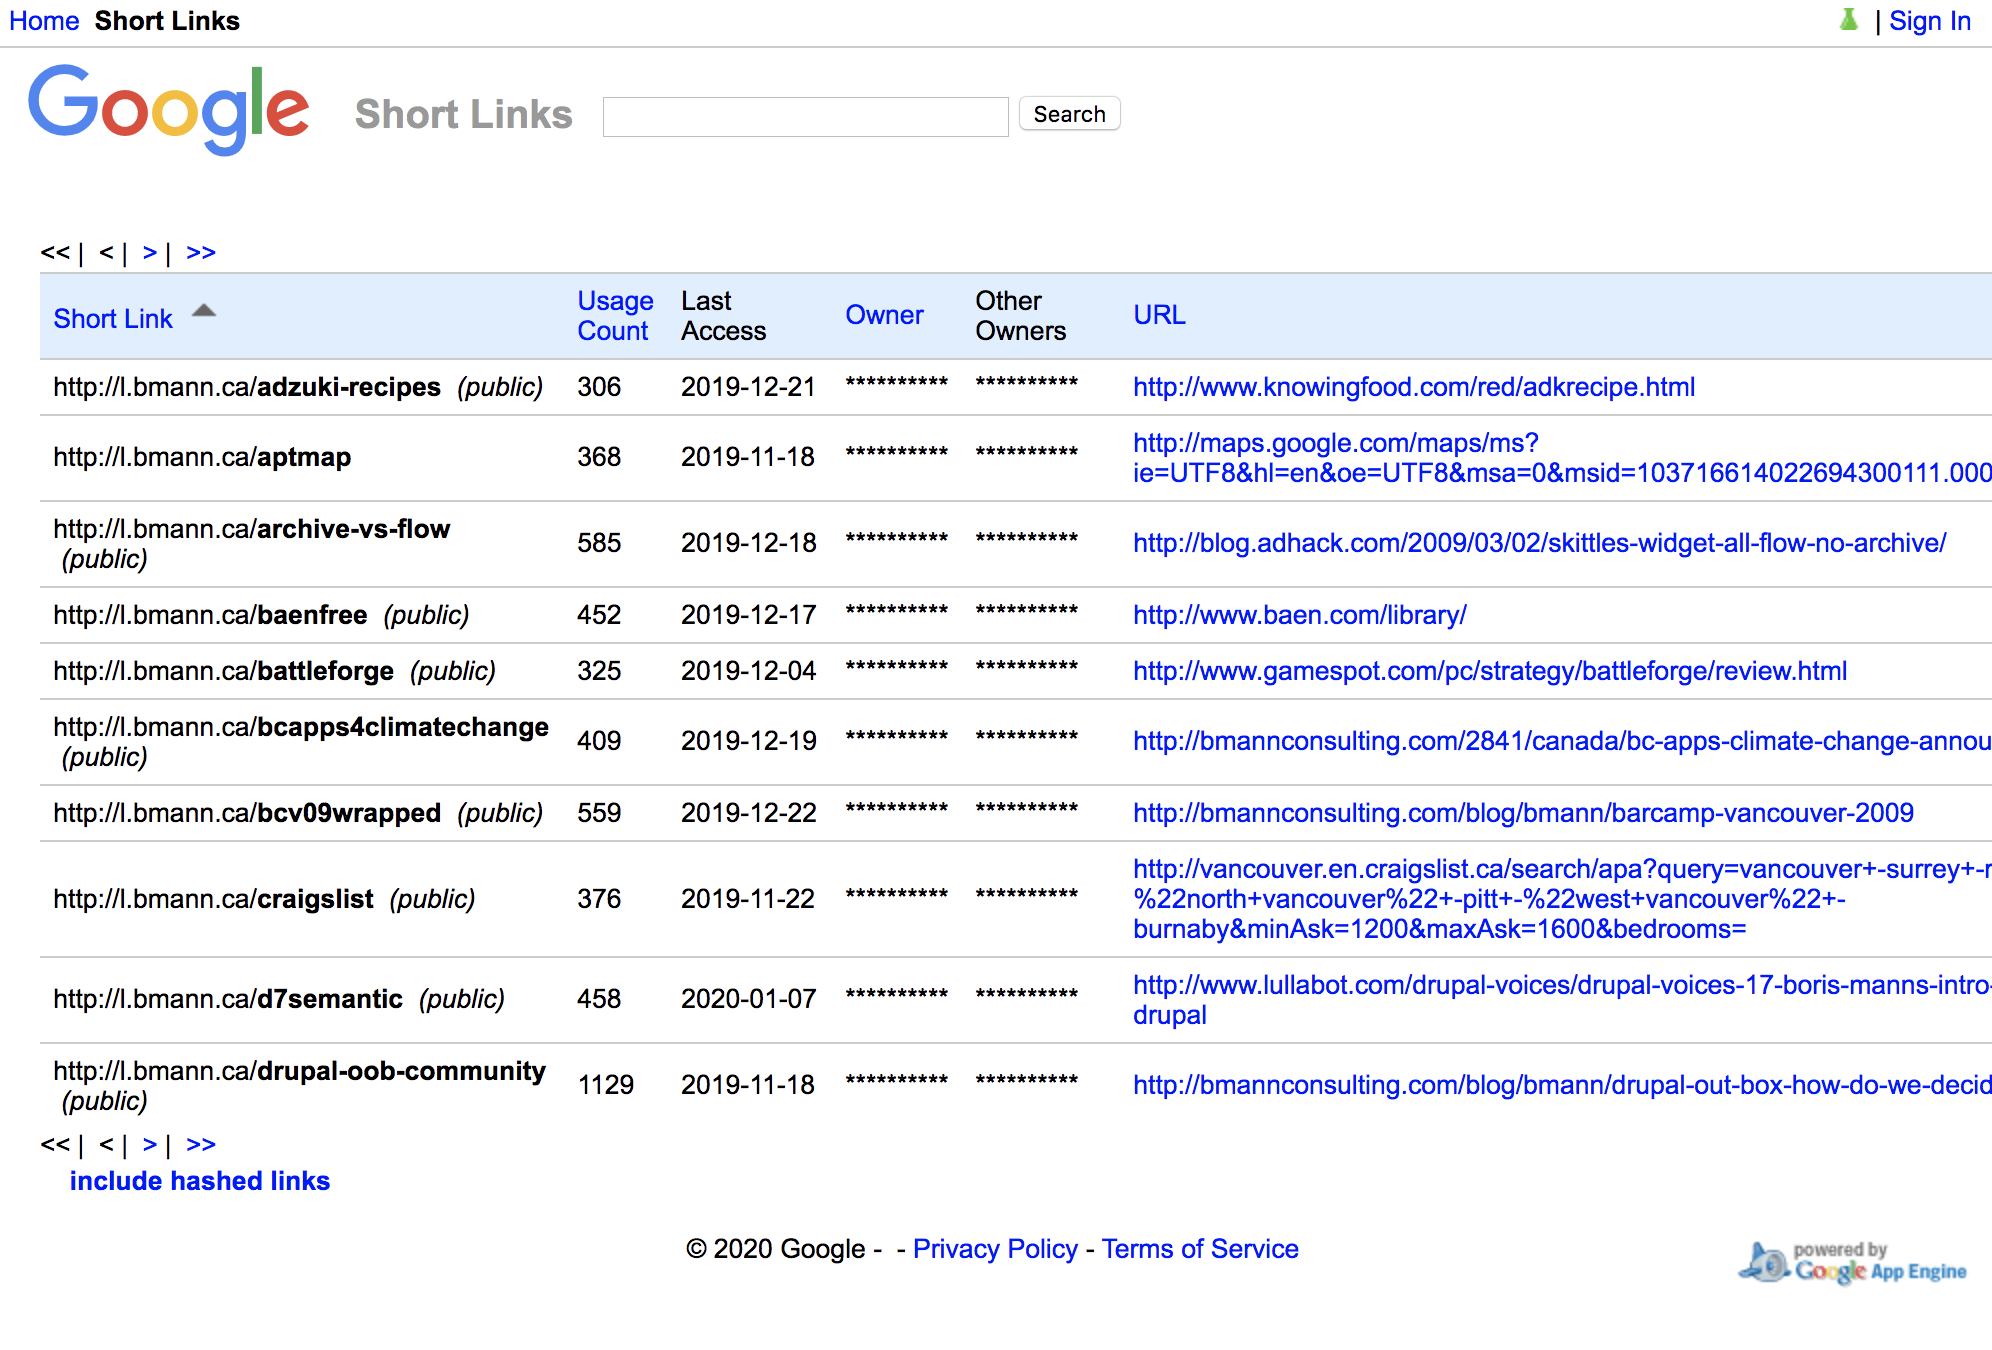 Home Short Links | Sign In
Google Short Links Search
<< | < | > | >>
Short Link Usage Count Last Access Owner Other Owners URL
http://l.bmann.ca/adzuki-recipes (public) 306 2019-12-21 ********** ********** http://www.knowingfood.com/red/adkrecipe.html
http://l.bmann.ca/aptmap 368 2019-11-18 ********** ********** http://maps.google.com/maps/ms?
ie=UTF8&hl=en&oe=UTF8&msa=0&msid=103716614022694300111.000
http://l.bmann.ca/archive-vs-flow
(public) 585 2019-12-18 ********** ********** http://blog.adhack.com/2009/03/02/skittles-widget-all-flow-no-archive/
http://l.bmann.ca/baenfree (public) 452 2019-12-17 ********** ********** http://www.baen.com/library/
http://l.bmann.ca/battleforge (public) 325 2019-12-04 ********** ********** http://www.gamespot.com/pc/strategy/battleforge/review.html
http://l.bmann.ca/bcapps4climatechange
(public) 409 2019-12-19 ********** ********** http://bmannconsulting.com/2841/canada/bc-apps-climate-change-annou
http://l.bmann.ca/bcv09wrapped (public) 559 2019-12-22 ********** ********** http://bmannconsulting.com/blog/bmann/barcamp-vancouver-2009
http://l.bmann.ca/craigslist (public) 376 2019-11-22 ********** ********** http://vancouver.en.craigslist.ca/search/apa?query=vancouver+-surrey+-r
%22north+vancouver%22+-pitt+-%22west+vancouver%22+-
burnaby&minAsk=1200&maxAsk=1600&bedrooms=
http://l.bmann.ca/d7semantic (public) 458 2020-01-07 ********** ********** http://www.lullabot.com/drupal-voices/drupal-voices-17-boris-manns-intro-
drupal
http://l.bmann.ca/drupal-oob-community
(public) 1129 2019-11-18 ********** ********** http://bmannconsulting.com/blog/bmann/drupal-out-box-how-do-we-decid
<< | < | > | >>
include hashed links
© 2020 Google - - Privacy Policy - Terms of Service
powered by
Google App Engine